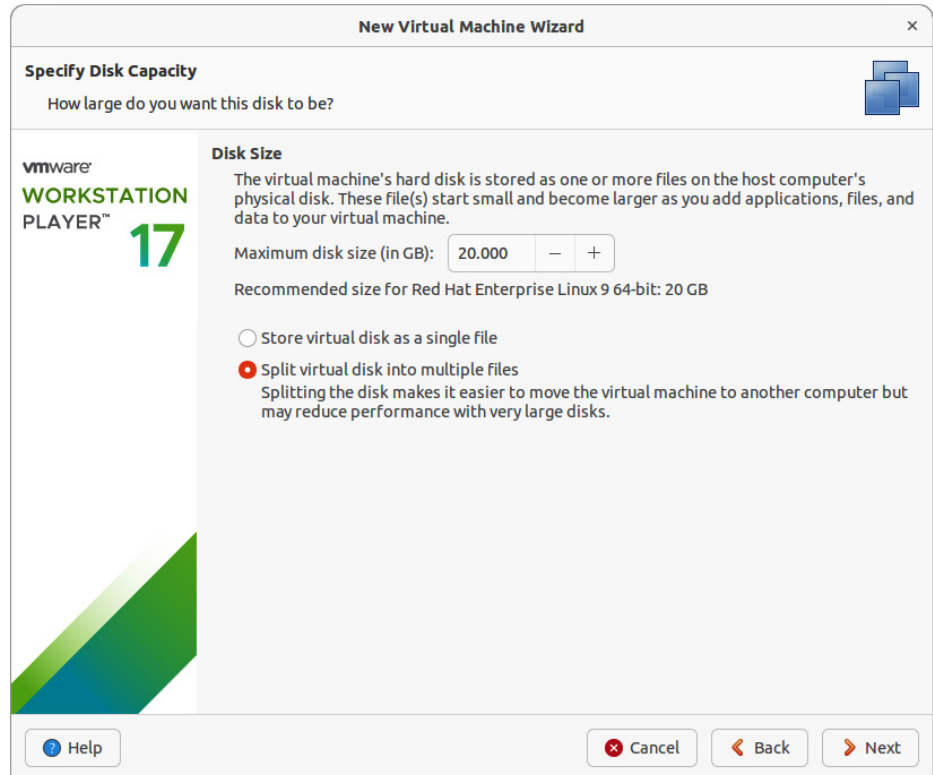 New Virtual Machine Wizard
Specify Disk Capacity
How large do you want this disk to be?
vmware
WORKSTATION
PLAYER™
17
Disk Size
The virtual machine's hard disk is stored as one or more files on the host computer's
physical disk. These file(s) start small and become larger as you add applications, files, and
data to your virtual machine.
Maximum disk size (in GB): 20.000 − +
Recommended size for Red Hat Enterprise Linux 9 64-bit: 20 GB
Store virtual disk as a single file
Split virtual disk into multiple files
Splitting the disk makes it easier to move the virtual machine to another computer but
may reduce performance with very large disks.
Help Cancel Back Next